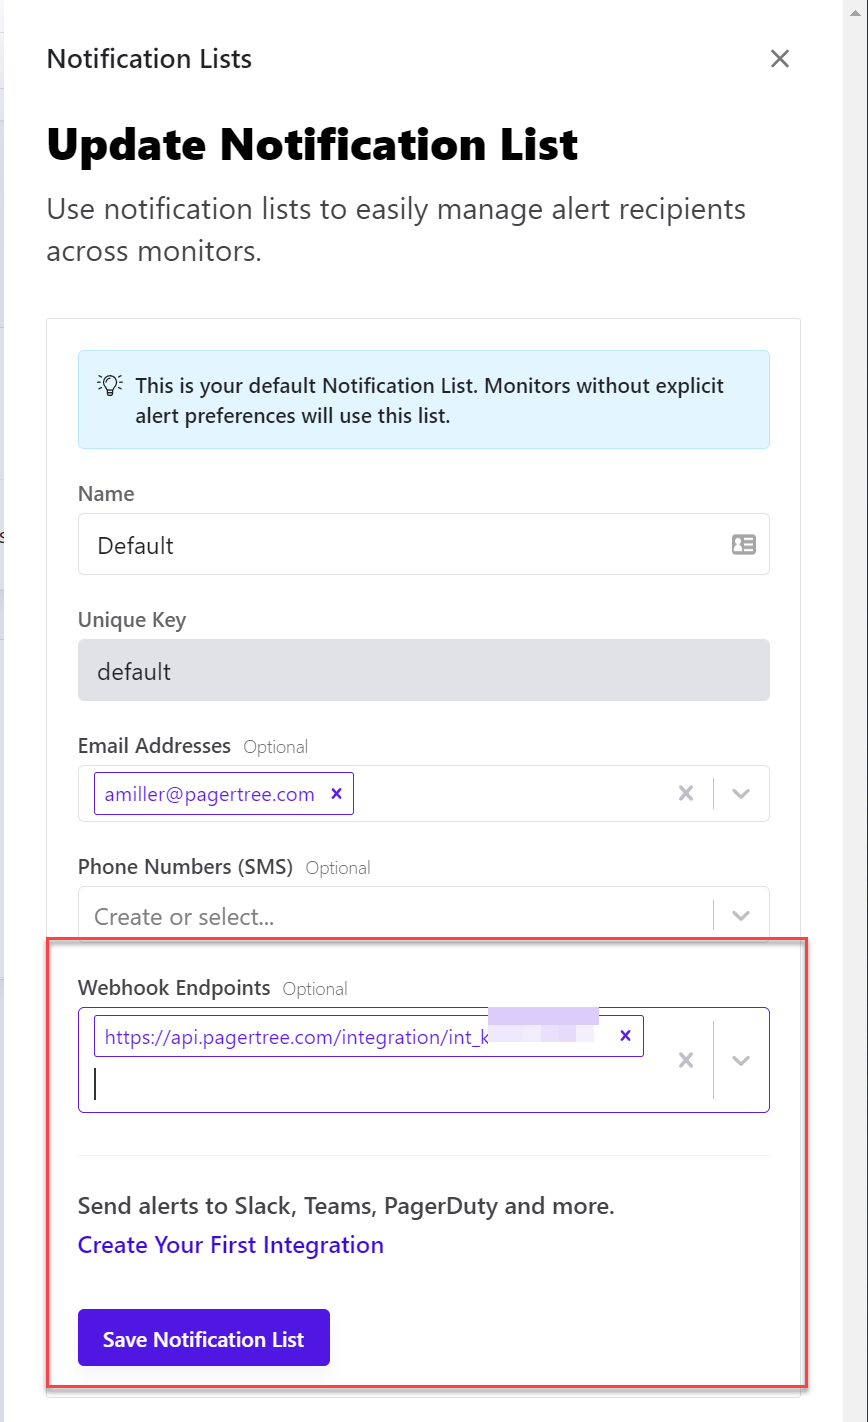 Notification Lists
Update Notification List
Use notification lists to easily manage alert recipients
across monitors.
This is your default Notification List. Monitors without explicit
alert preferences will use this list.
Name
Default
Unique Key
default
Email Addresses Optional
amiller@pagertree.com
Phone Numbers (SMS) Optional
Create or select...
Webhook Endpoints Optional
https://api.pagertree.com/integration/int_k
Send alerts to Slack, Teams, PagerDuty and more.
Create Your First Integration
Save Notification List